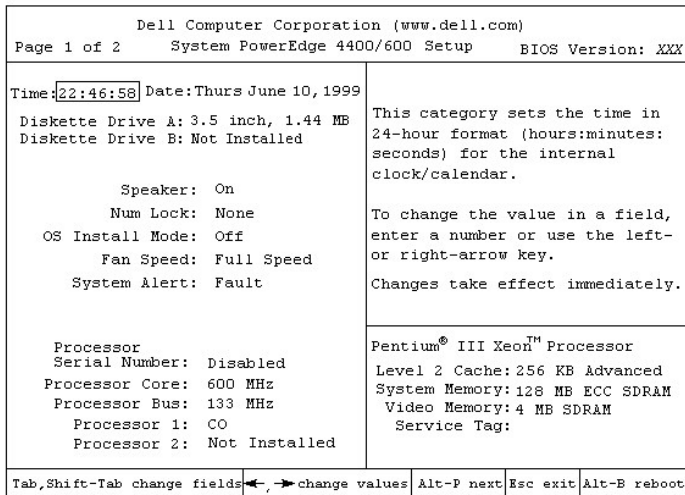 Dell Computer Corporation (www.dell.com)
Page 1 of 2 System PowerEdge 4400/600 Setup BIOS Version: XXX
Time: 22:46:58 Date: Thurs June 10, 1999
Diskette Drive A: 3.5 inch, 1.44 MB
Diskette Drive B: Not Installed
Speaker: On
Num Lock: None
OS Install Mode: Off
Fan Speed: Full Speed
System Alert: Fault
Processor
Serial Number: Disabled
Processor Core: 600 MHz
Processor Bus: 133 MHz
Processor 1: CO
Processor 2: Not Installed
This category sets the time in
24-hour format (hours:minutes:
seconds) for the internal
clock/calendar.
To change the value in a field,
enter a number or use the left-
or right-arrow key.
Changes take effect immediately.
Pentium® III Xeon™ Processor
Level 2 Cache: 256 KB Advanced
System Memory: 128 MB ECC SDRAM
Video Memory: 4 MB SDRAM
Service Tag:
Tab,Shift-Tab change fields ←,→ change values Alt-P next Esc exit Alt-B reboot